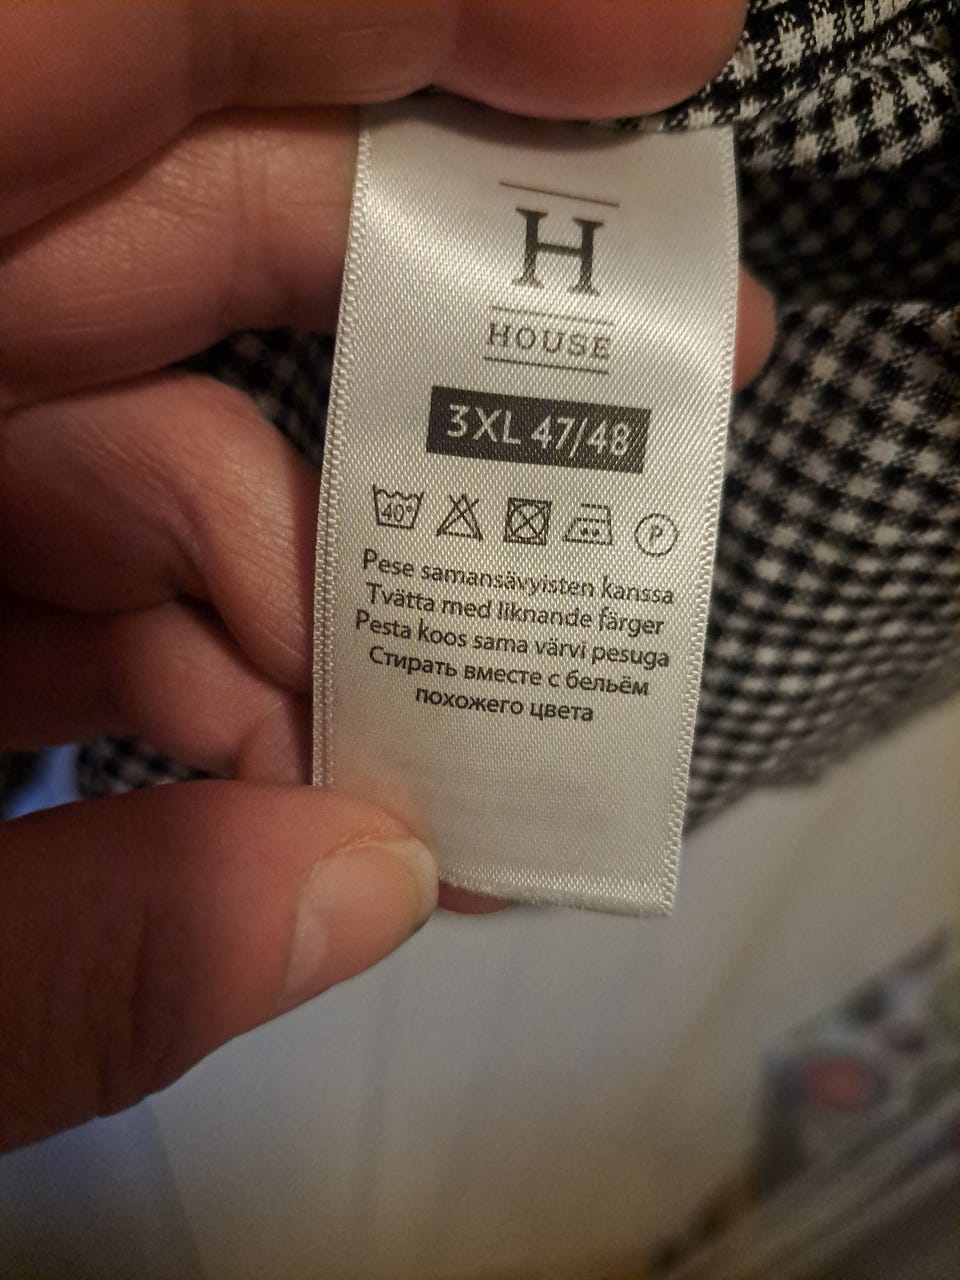 H
HOUSE
3XL 47/48
40° P
Pese samansävyisten kanssa
Tvätta med liknande färger
Pesta koos sama värvi pesuga
Стирать вместе с бельём
похожего цвета